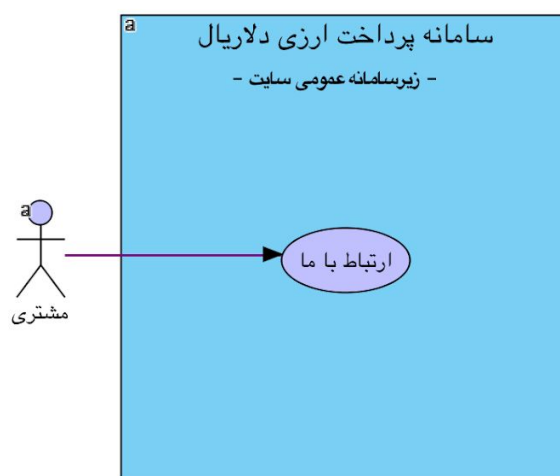 a
سامانه پرداخت ارزی دلاریال
- زیرسامانه عمومی سایت -
a
ارتباط با ما
مشتری